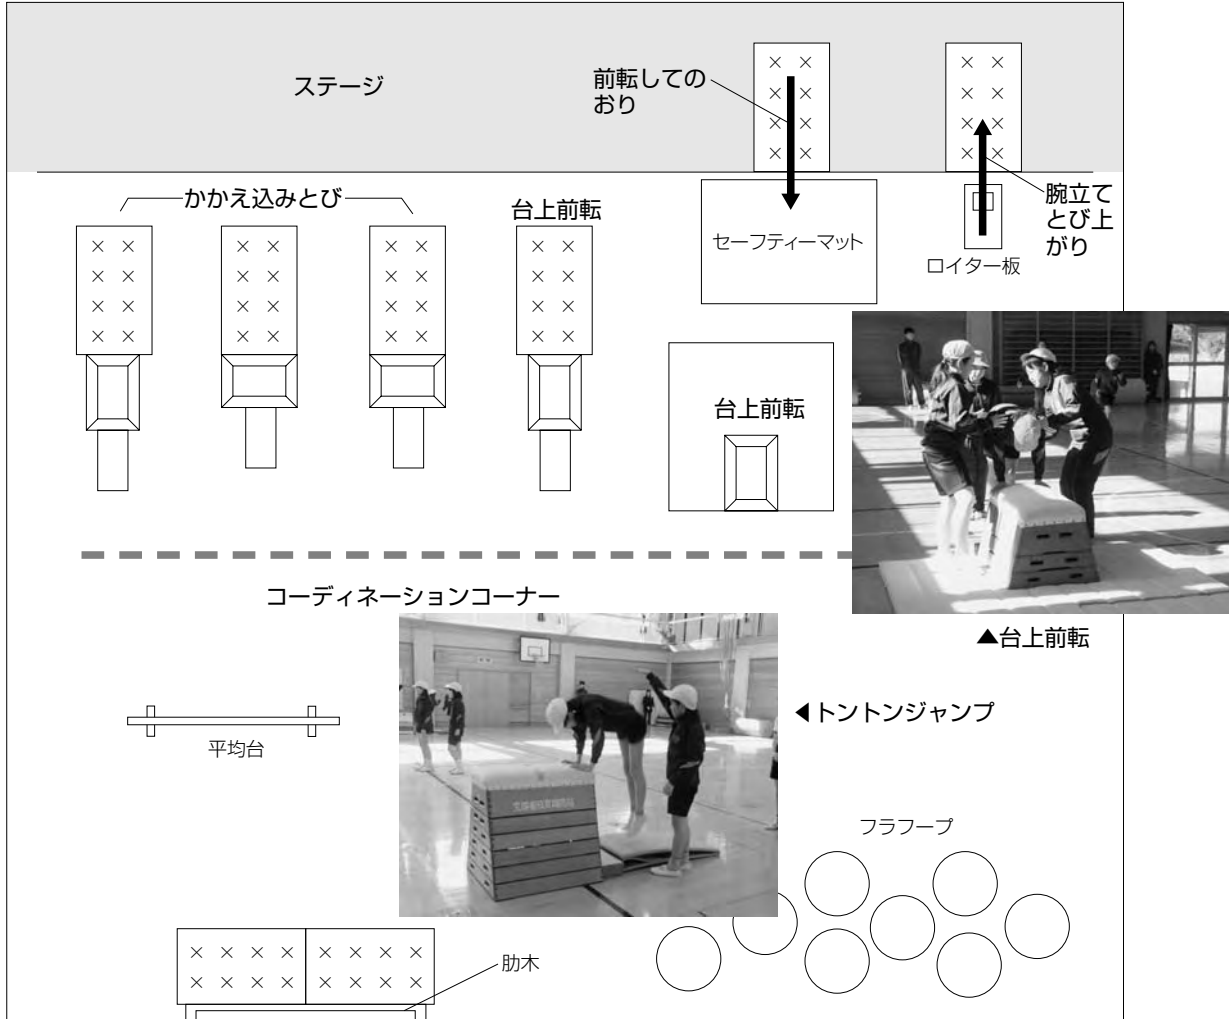 ステージ
前転しての
おり
かかえ込みとび
台上前転
セーフティーマット
ロイター板
腕立て
とび上
がり
台上前転
コーディネーションコーナー
▲台上前転
◀トントンジャンプ
平均台
フラフープ
肋木